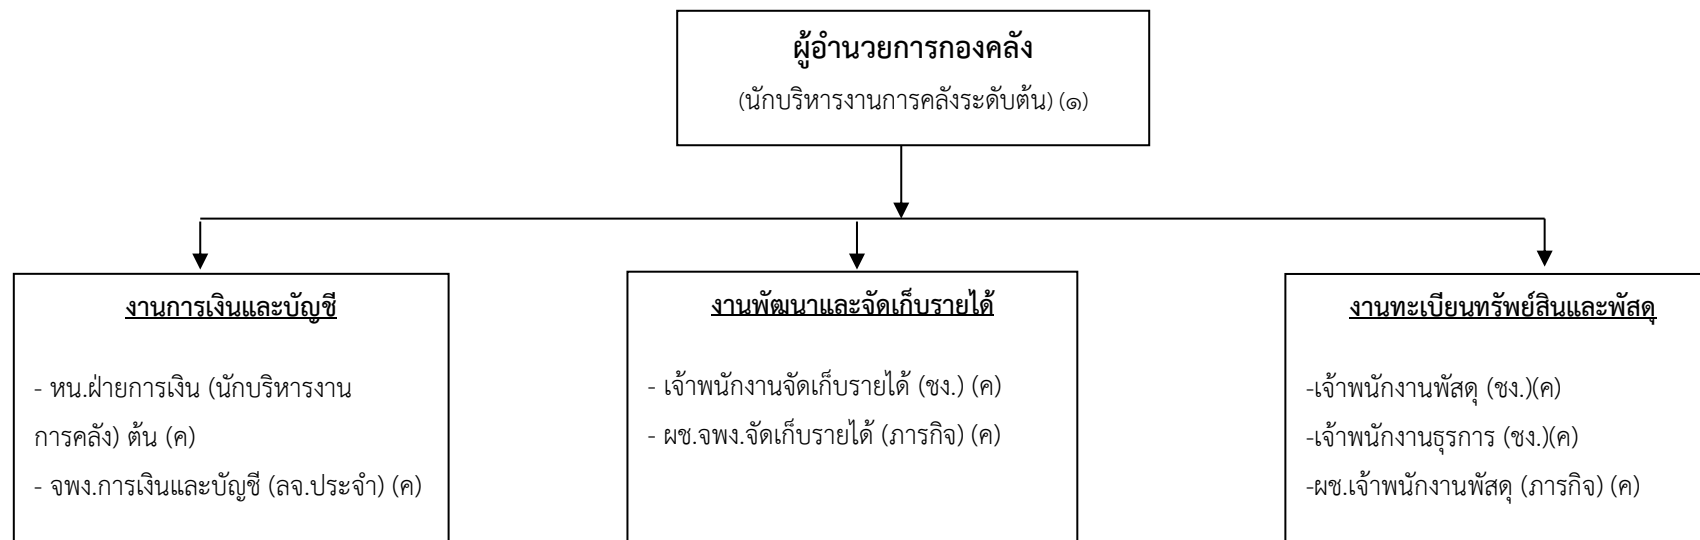 ผู้อำนวยการกองคลัง
(นักบริหารงานการคลังระดับต้น) (๑)
งานการเงินและบัญชี
- หน.ฝ่ายการเงิน (นักบริหารงาน
การคลัง) ต้น (ค)
- จพง.การเงินและบัญชี (ลจ.ประจำ) (ค)
งานพัฒนาและจัดเก็บรายได้
- เจ้าพนักงานจัดเก็บรายได้ (ชง.) (ค)
- ผช.จพง.จัดเก็บรายได้ (ภารกิจ) (ค)
งานทะเบียนทรัพย์สินและพัสดุ
-เจ้าพนักงานพัสดุ (ชง.)(ค)
-เจ้าพนักงานธุรการ (ชง.)(ค)
-ผช.เจ้าพนักงานพัสดุ (ภารกิจ) (ค)